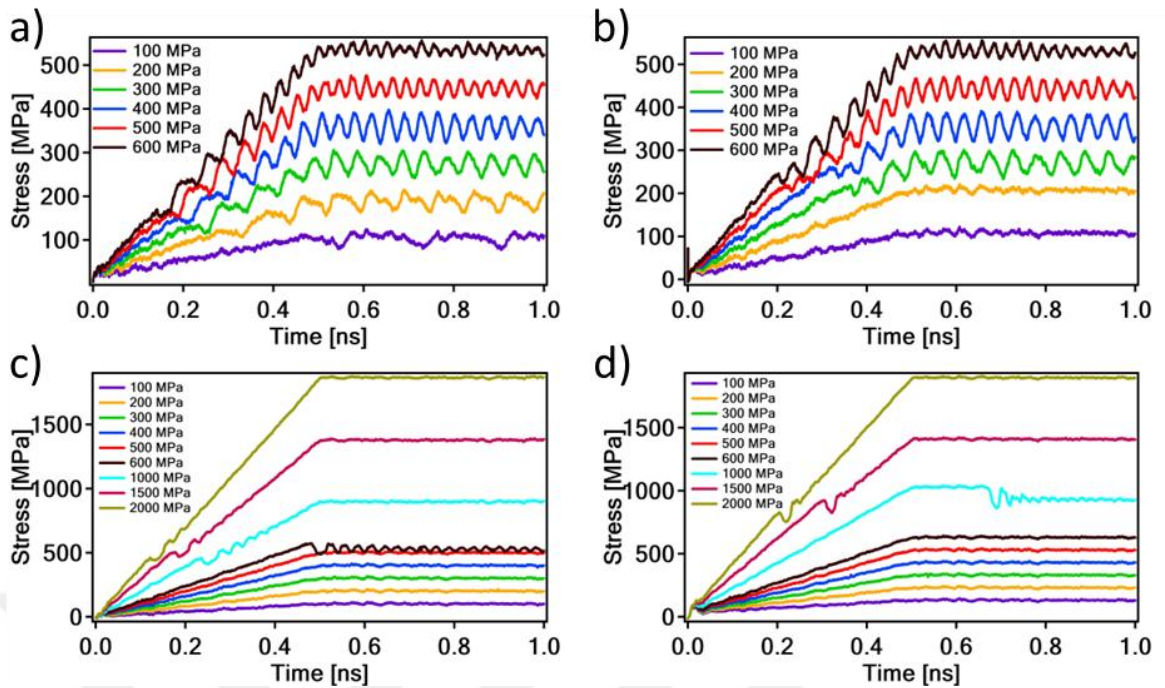 a)
100 MPa
200 MPa
300 MPa
400 MPa
500 MPa
600 MPa
500
400
300
200
100
Stress [MPa]
0.0 0.2 0.4 0.6 0.8 1.0
Time [ns]
b)
100 MPa
200 MPa
300 MPa
400 MPa
500 MPa
600 MPa
500
400
300
200
100
0
Stress [MPa]
0.0 0.2 0.4 0.6 0.8 1.0
Time [ns]
c)
100 MPa
200 MPa
300 MPa
400 MPa
500 MPa
600 MPa
1000 MPa
1500 MPa
2000 MPa
1500
1000
500
0
Stress [MPa]
0.0 0.2 0.4 0.6 0.8 1.0
Time [ns]
d)
100 MPa
200 MPa
300 MPa
400 MPa
500 MPa
600 MPa
1000 MPa
1500 MPa
2000 MPa
1500
1000
500
0
Stress [MPa]
0.0 0.2 0.4 0.6 0.8 1.0
Time [ns]